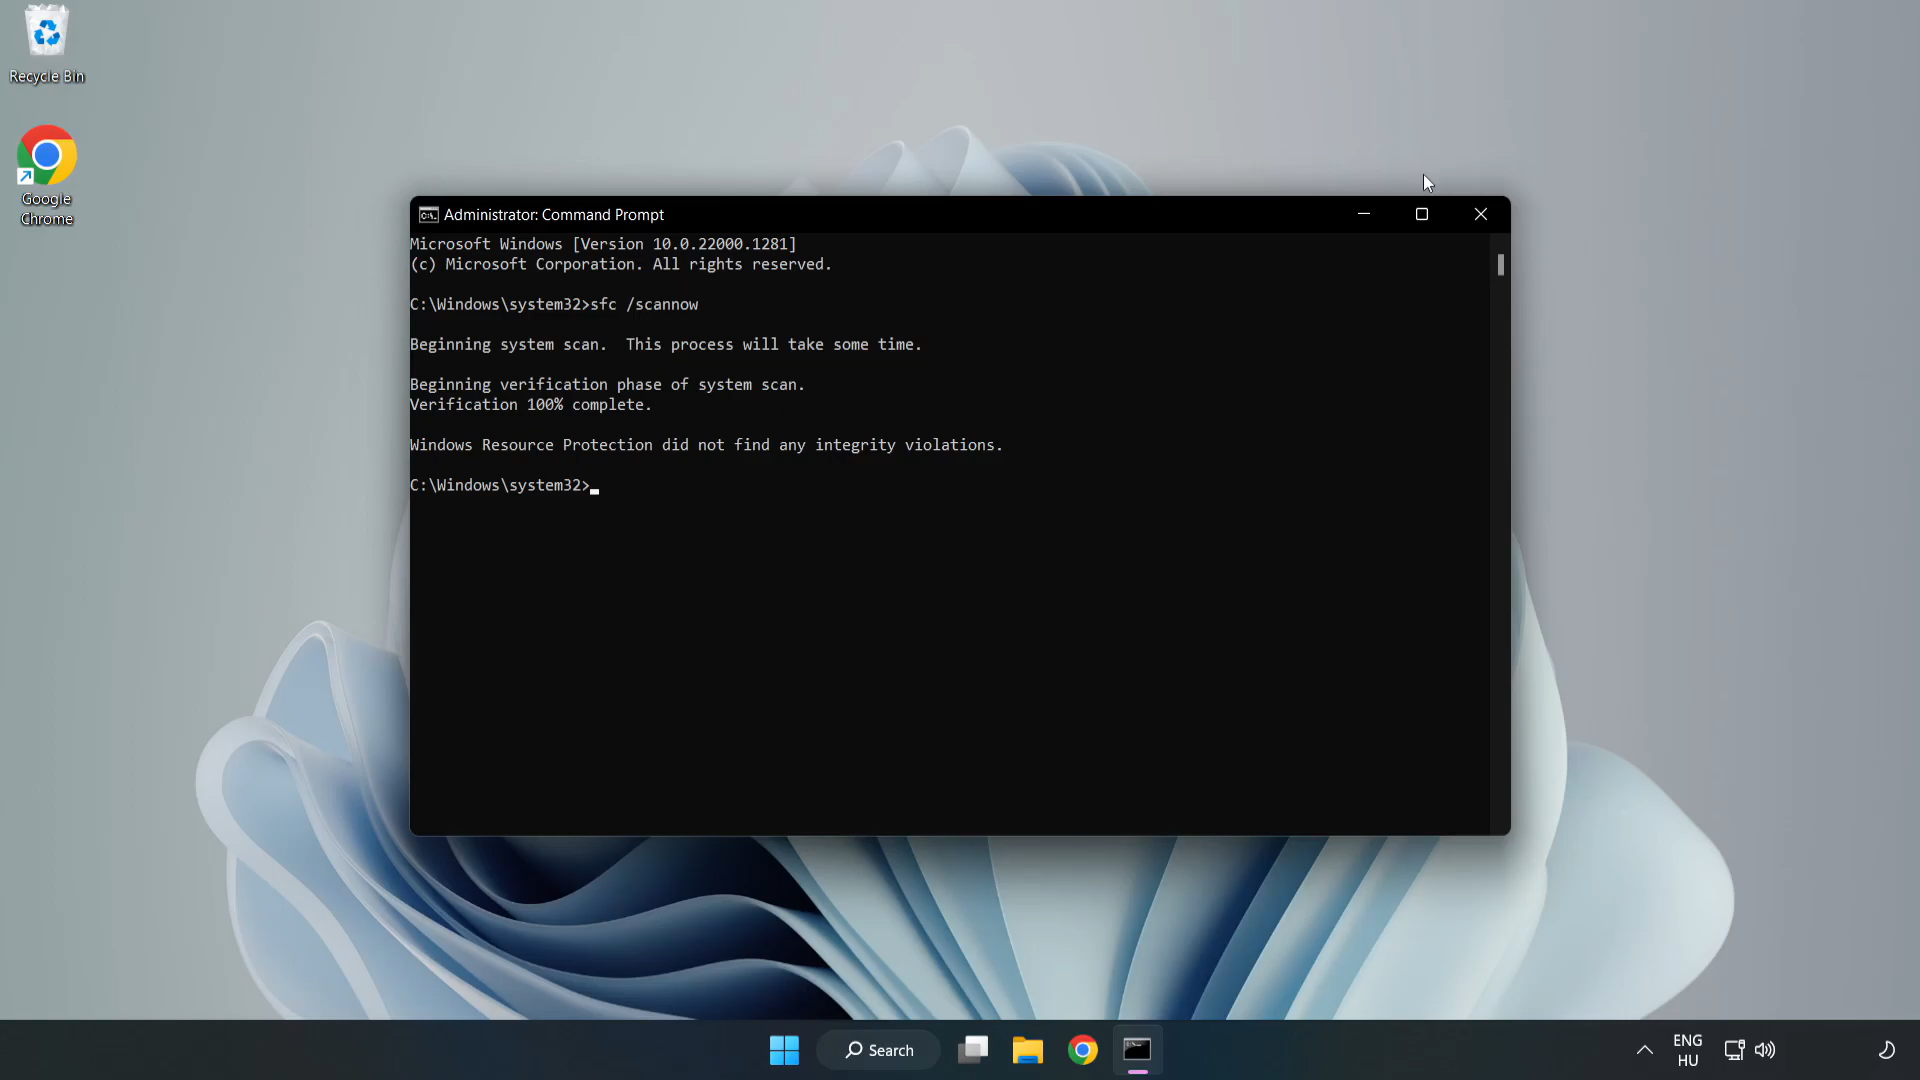 Recycle Bin
Google
Chrome
Administrator: Command Prompt
Microsoft Windows [Version 10.0.22000.1281]
(c) Microsoft Corporation. All rights reserved.
C:\Windows\system32>sfc /scannow
Beginning system scan.  This process will take some time.
Beginning verification phase of system scan.
Verification 100% complete.
Windows Resource Protection did not find any integrity violations.
C:\Windows\system32>
Search
ENG
HU